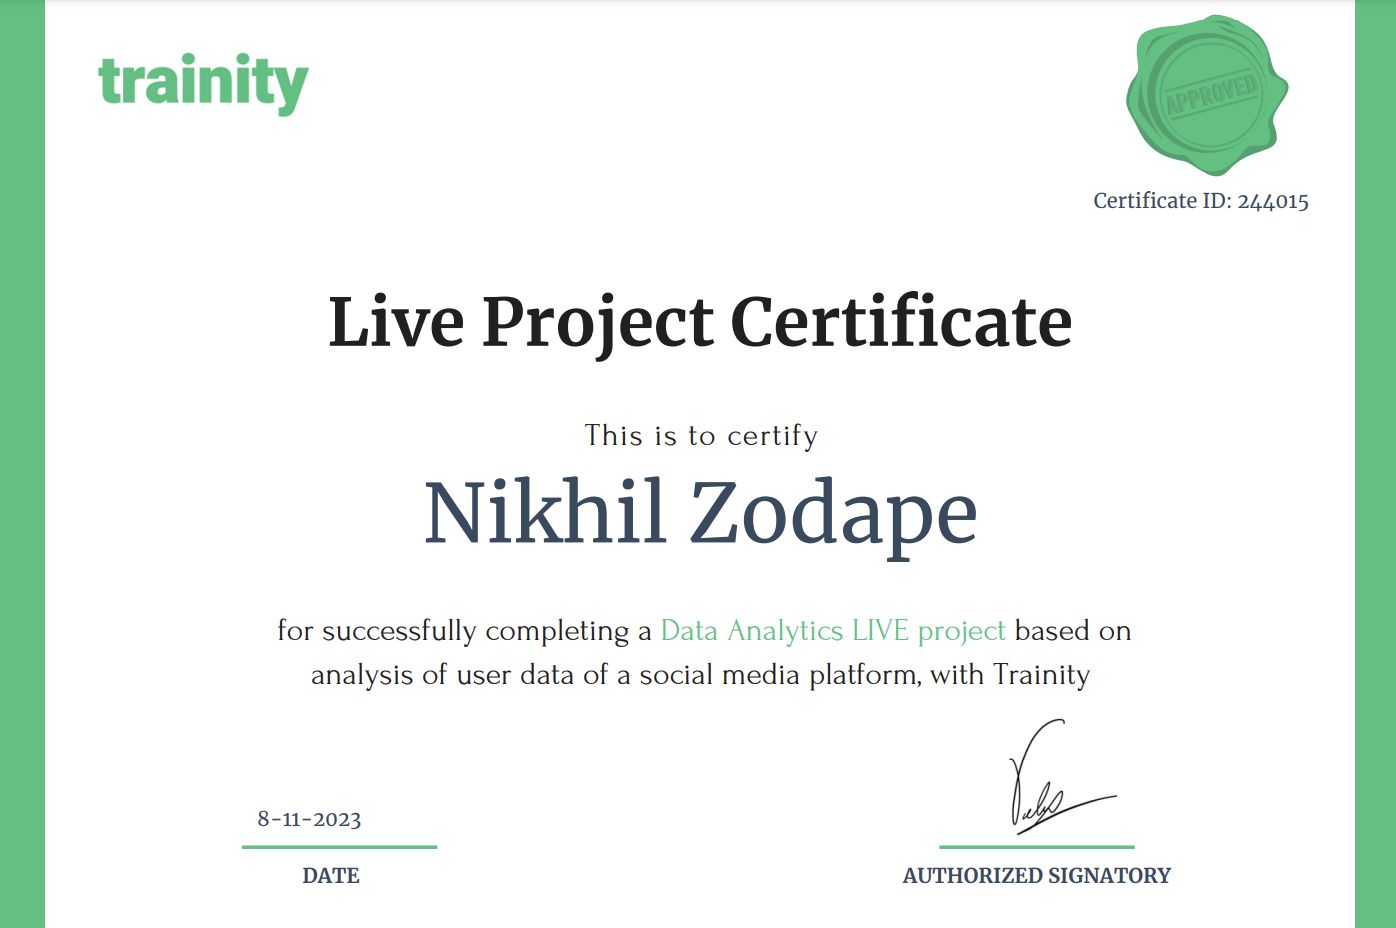 trainity
APPROVED
Certificate ID: 244015
Live Project Certificate
This is to certify
Nikhil Zodape
for successfully completing a Data Analytics LIVE project based on
analysis of user data of a social media platform, with Trainity
8-11-2023
DATE
AUTHORIZED SIGNATORY